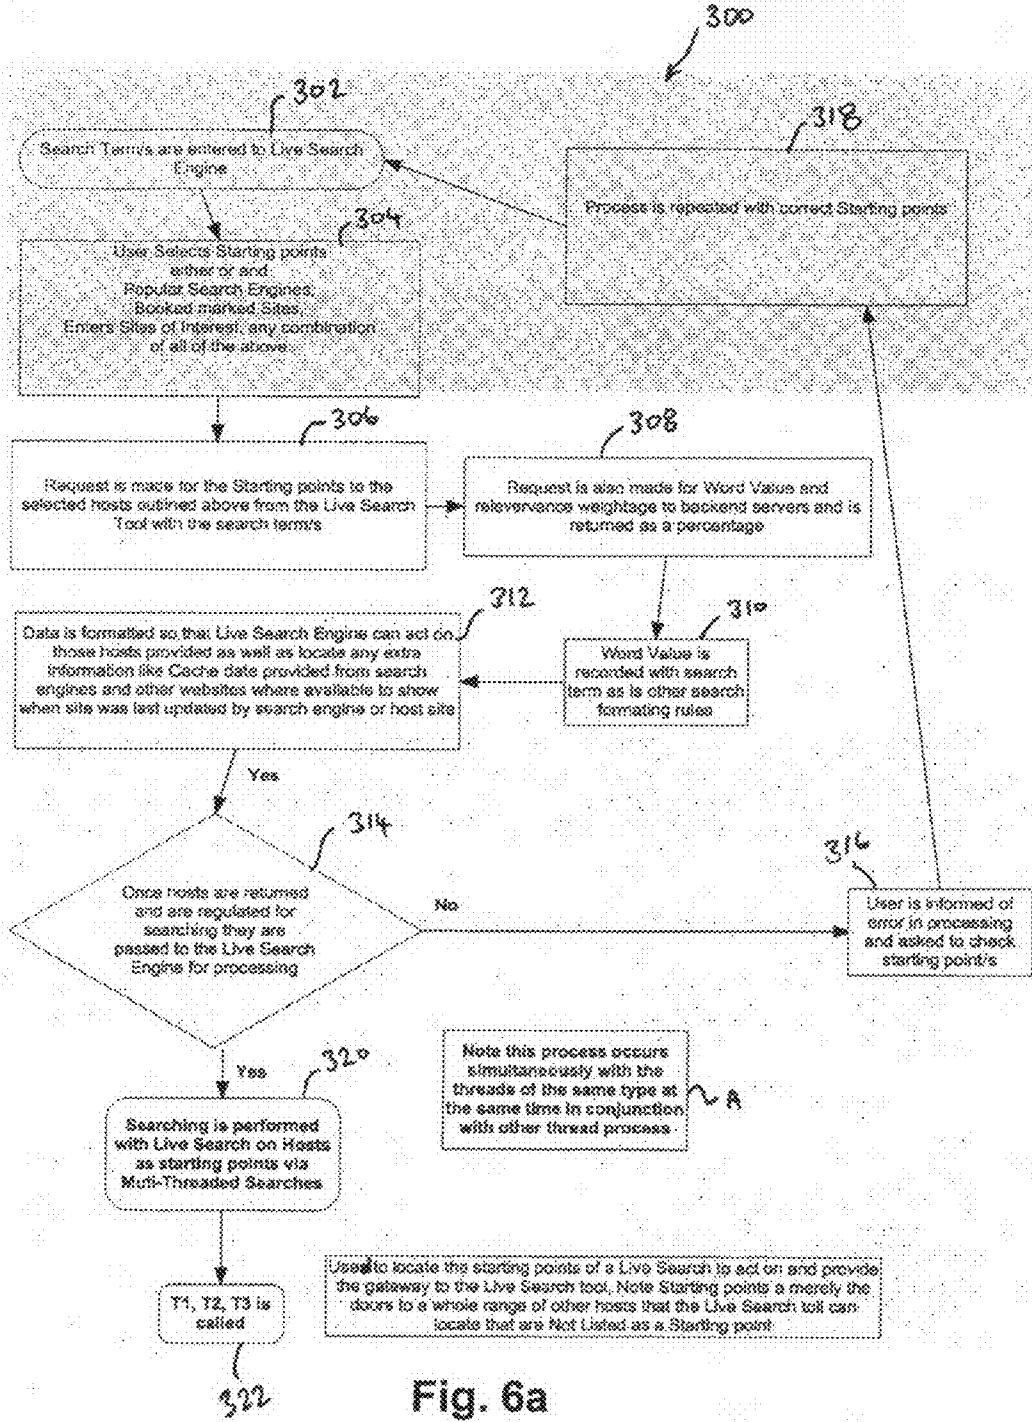 300
302
318
Search Term/s are entered to Live Search
Engine
Process is repeated with correct Starting points
304
User Selects Starting points
either or and
Popular Search Engines,
Booked marked Sites,
Enters Sites of Interest, any combination
of all of the above
306
308
Request is made for the Starting points to the
selected hosts outlined above from the Live Search
Tool with the search term/s
Request is also made for Word Value and
relevervance weightage to backend servers and is
returned as a percentage
312
310
Data is formatted so that Live Search Engine can act on
those hosts provided as well as locate any extra
information like Cache date provided from search
engines and other websites where available to show
when site was last updated by search engine or host site
Word Value is
recorded with search
term as is other search
formating rules
Yes
314
316
Once hosts are returned
and are regulated for
searching they are
passed to the Live Search
Engine for processing
No
User is informed of
error in processing
and asked to check
starting point/s
Yes
320
Note this process occurs
simultaneously with the
threads of the same type at
the same time in conjunction
with other thread process
A
Searching is performed
with Live Search on Hosts
as starting points via
Muti-Threaded Searches
Used to locate the starting points of a Live Search to act on and provide
the gateway to the Live Search tool, Note Starting points a merely the
doors to a whole range of other hosts that the Live Search toll can
locate that are Not Listed as a Starting point
T1, T2, T3 is
called
322
Fig. 6a